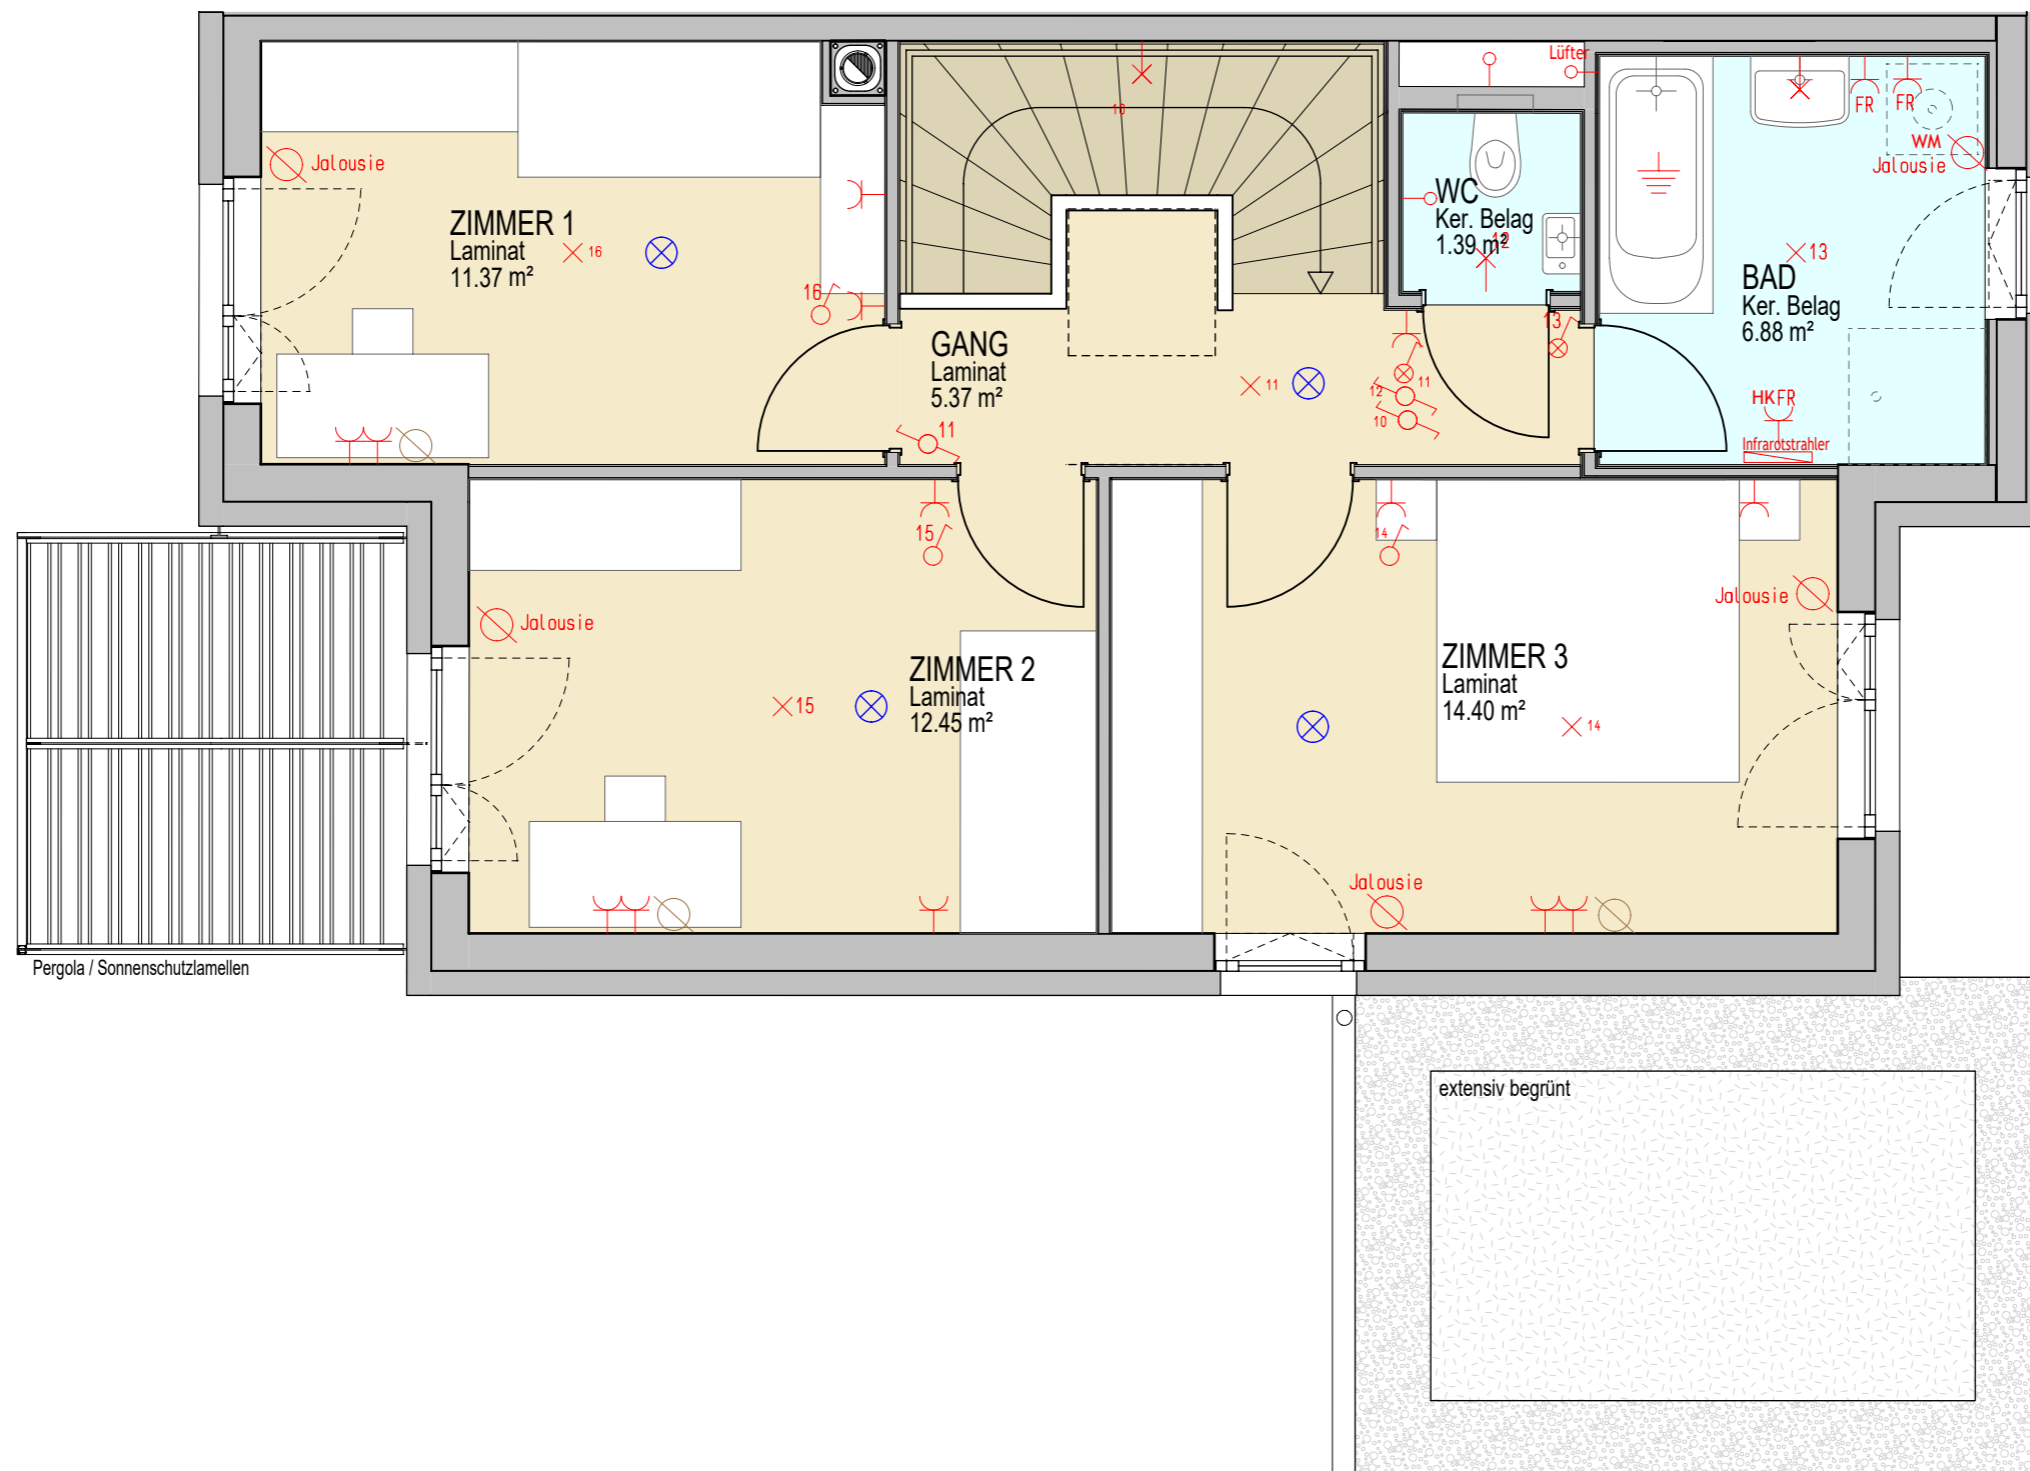 Lüfter
10
FR
FR
WM
Jalousie
Jalousie
ZIMMER 1
Laminat
11.37 m²
16
16
WC
Ker. Belag
1.39 m²
12
13
BAD
Ker. Belag
6.88 m²
13
GANG
Laminat
5.37 m²
11
11
12
10
11
HKFR
Infrarotstrahler
15
14
Jalousie
Jalousie
ZIMMER 2
Laminat
12.45 m²
15
ZIMMER 3
Laminat
14.40 m²
14
Jalousie
Pergola / Sonnenschutzlamellen
extensiv begrünt